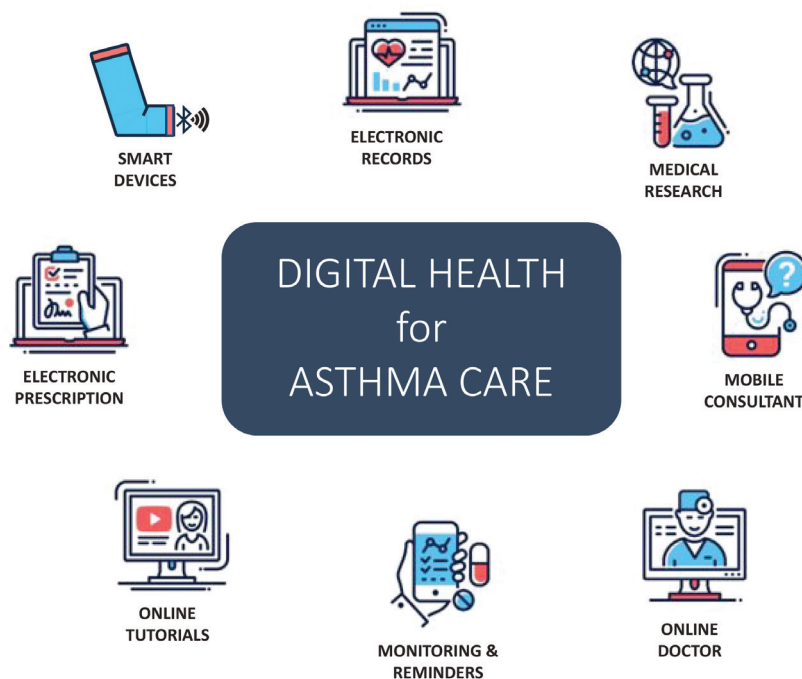 SMART
DEVICES
ELECTRONIC
RECORDS
MEDICAL
RESEARCH
ELECTRONIC
PRESCRIPTION
DIGITAL HEALTH
for
ASTHMA CARE
?
MOBILE
CONSULTANT
ONLINE
TUTORIALS
MONITORING &
REMINDERS
ONLINE
DOCTOR